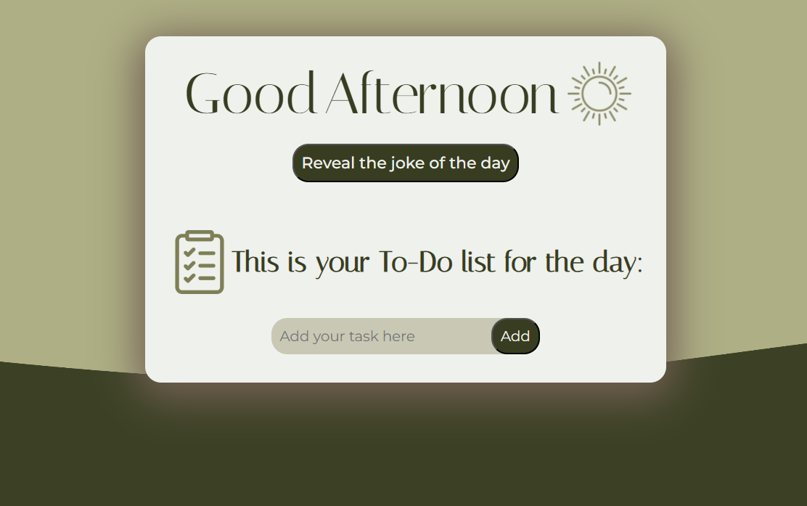 Good Afternoon
Reveal the joke of the day
This is your To-Do list for the day:
Add your task here
Add